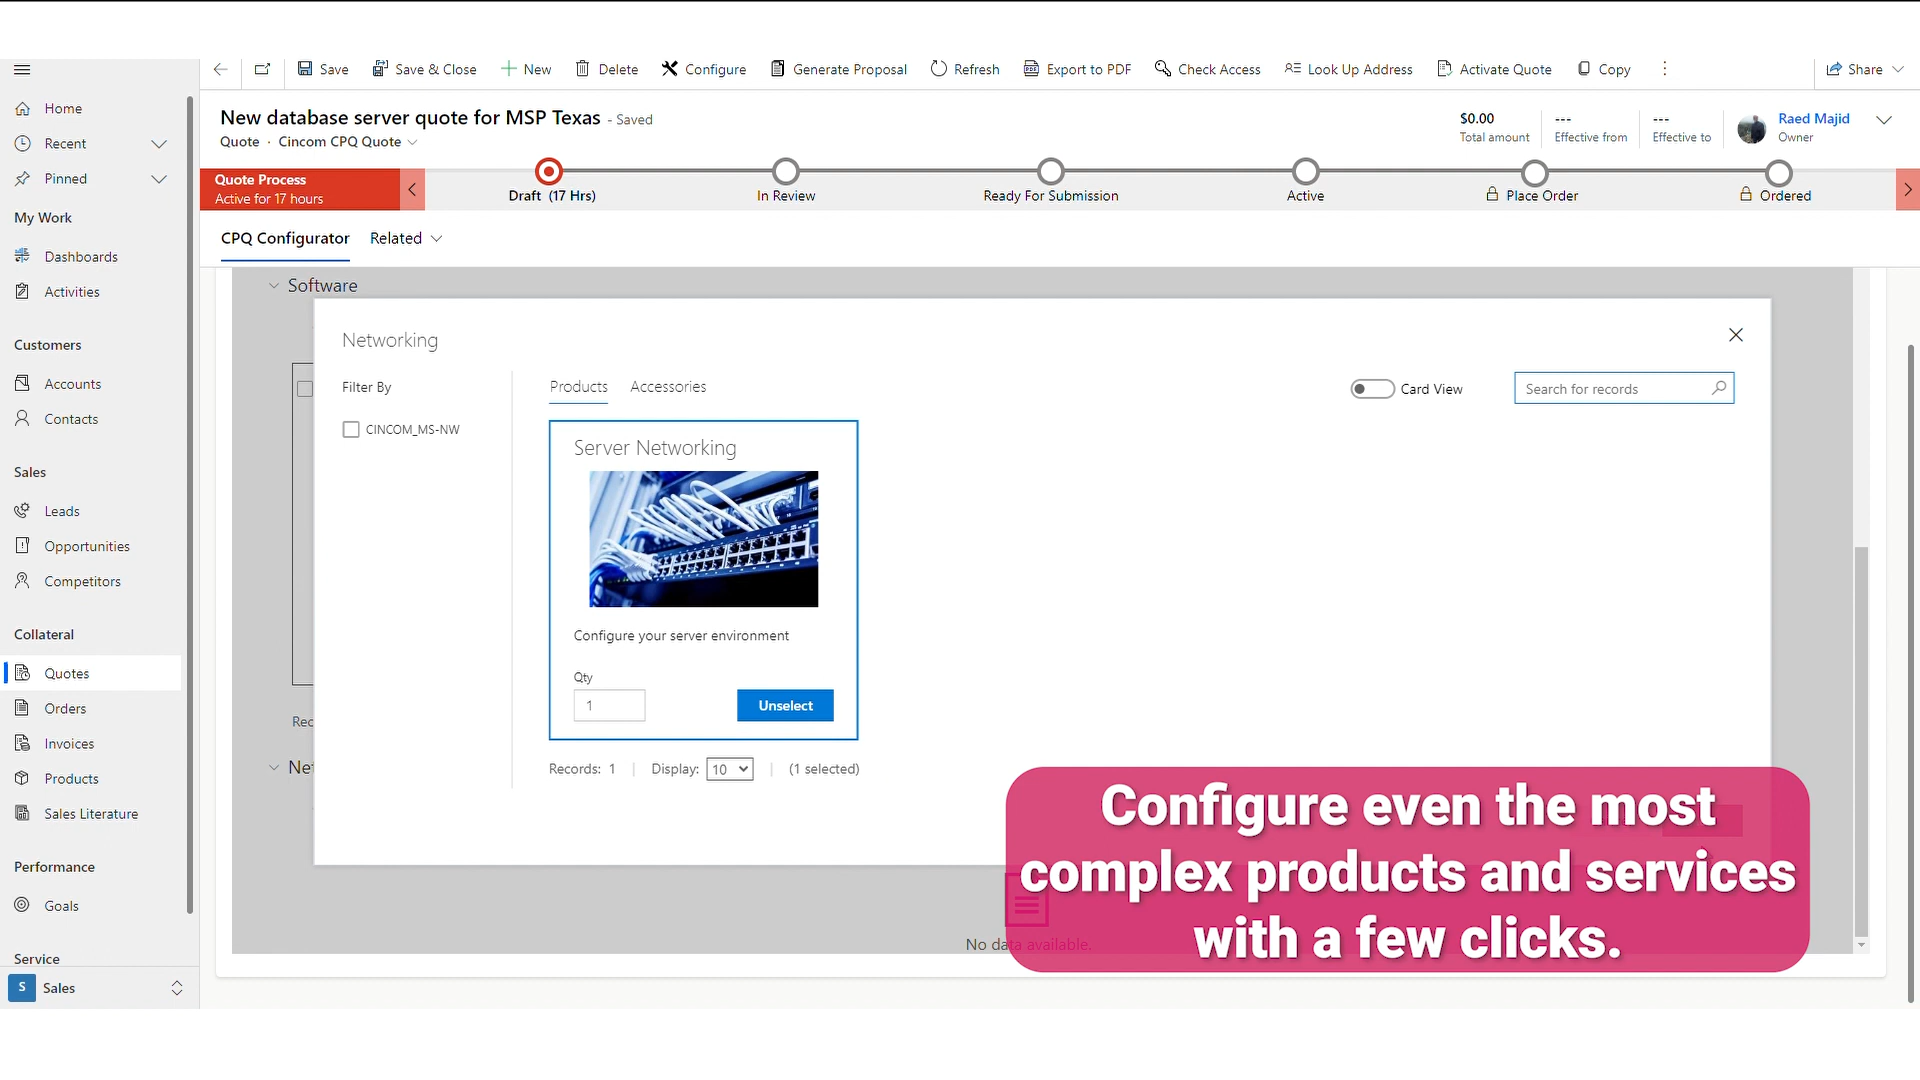 Save
Save & Close
New
Delete
Configure
Generate Proposal
Refresh
Export to PDF
Check Access
Look Up Address
Activate Quote
Copy
Share
Home
Recent
Pinned
My Work
Dashboards
Activities
Customers
Accounts
Contacts
Sales
Leads
Opportunities
Competitors
Collateral
Quotes
Orders
Invoices
Products
Sales Literature
Performance
Goals
Service
S Sales
New database server quote for MSP Texas - Saved
Quote · Cincom CPQ Quote
$0.00
Total amount
---
Effective from
---
Effective to
Raed Majid
Owner
Quote Process
Active for 17 hours
Draft (17 Hrs)
In Review
Ready For Submission
Active
Place Order
Ordered
CPQ Configurator
Related
Software
Networking
Filter By
CINCOM_MS-NW
Products
Accessories
Card View
Search for records
Server Networking
Configure your server environment
Qty
1
Unselect
Records: 1 | Display: 10 | (1 selected)
Rec
Net
Configure even the most
complex products and services
with a few clicks.
No data available.